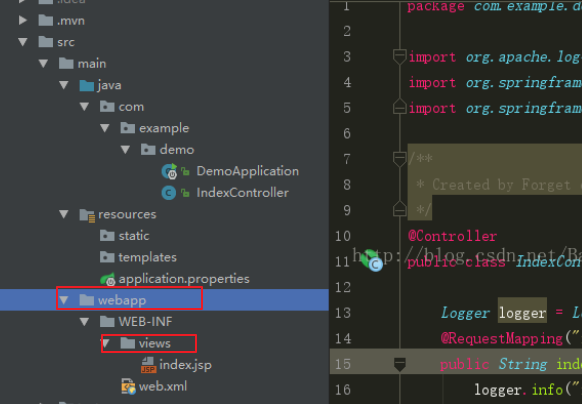 .mvn
src
main
java
com
example
demo
DemoApplication
IndexController
resources
static
templates
application.properties
webapp
WEB-INF
views
index.jsp
web.xml
1 package com.example.de
2
3 import org.apache.log
4 import org.springfram
5 import org.springfram
6
7 /**
8 * Created by Forget
9 */
10 @Controller
http://blog.csdn.net/Ba
11 public class IndexCon
12
13 Logger logger = L
14 @RequestMapping("
15 public String ind
16 logger.info("